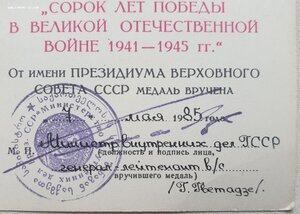 „СОРОК ЛЕТ ПОБЕДЫ
В ВЕЛИКОЙ ОТЕЧЕСТВЕННОЙ
ВОЙНЕ 1941—1945 гг.“
От имени ПРЕЗИДИУМА ВЕРХОВНОГО
СОВЕТА СССР МЕДАЛЬ ВРУЧЕНА
мая 1985 года
М. П. Министр внутренних дел ГССР
(должность и подпись лица,
генерал-лейтенант в/с
вручившего медаль)
/Г. Гветадзе/.